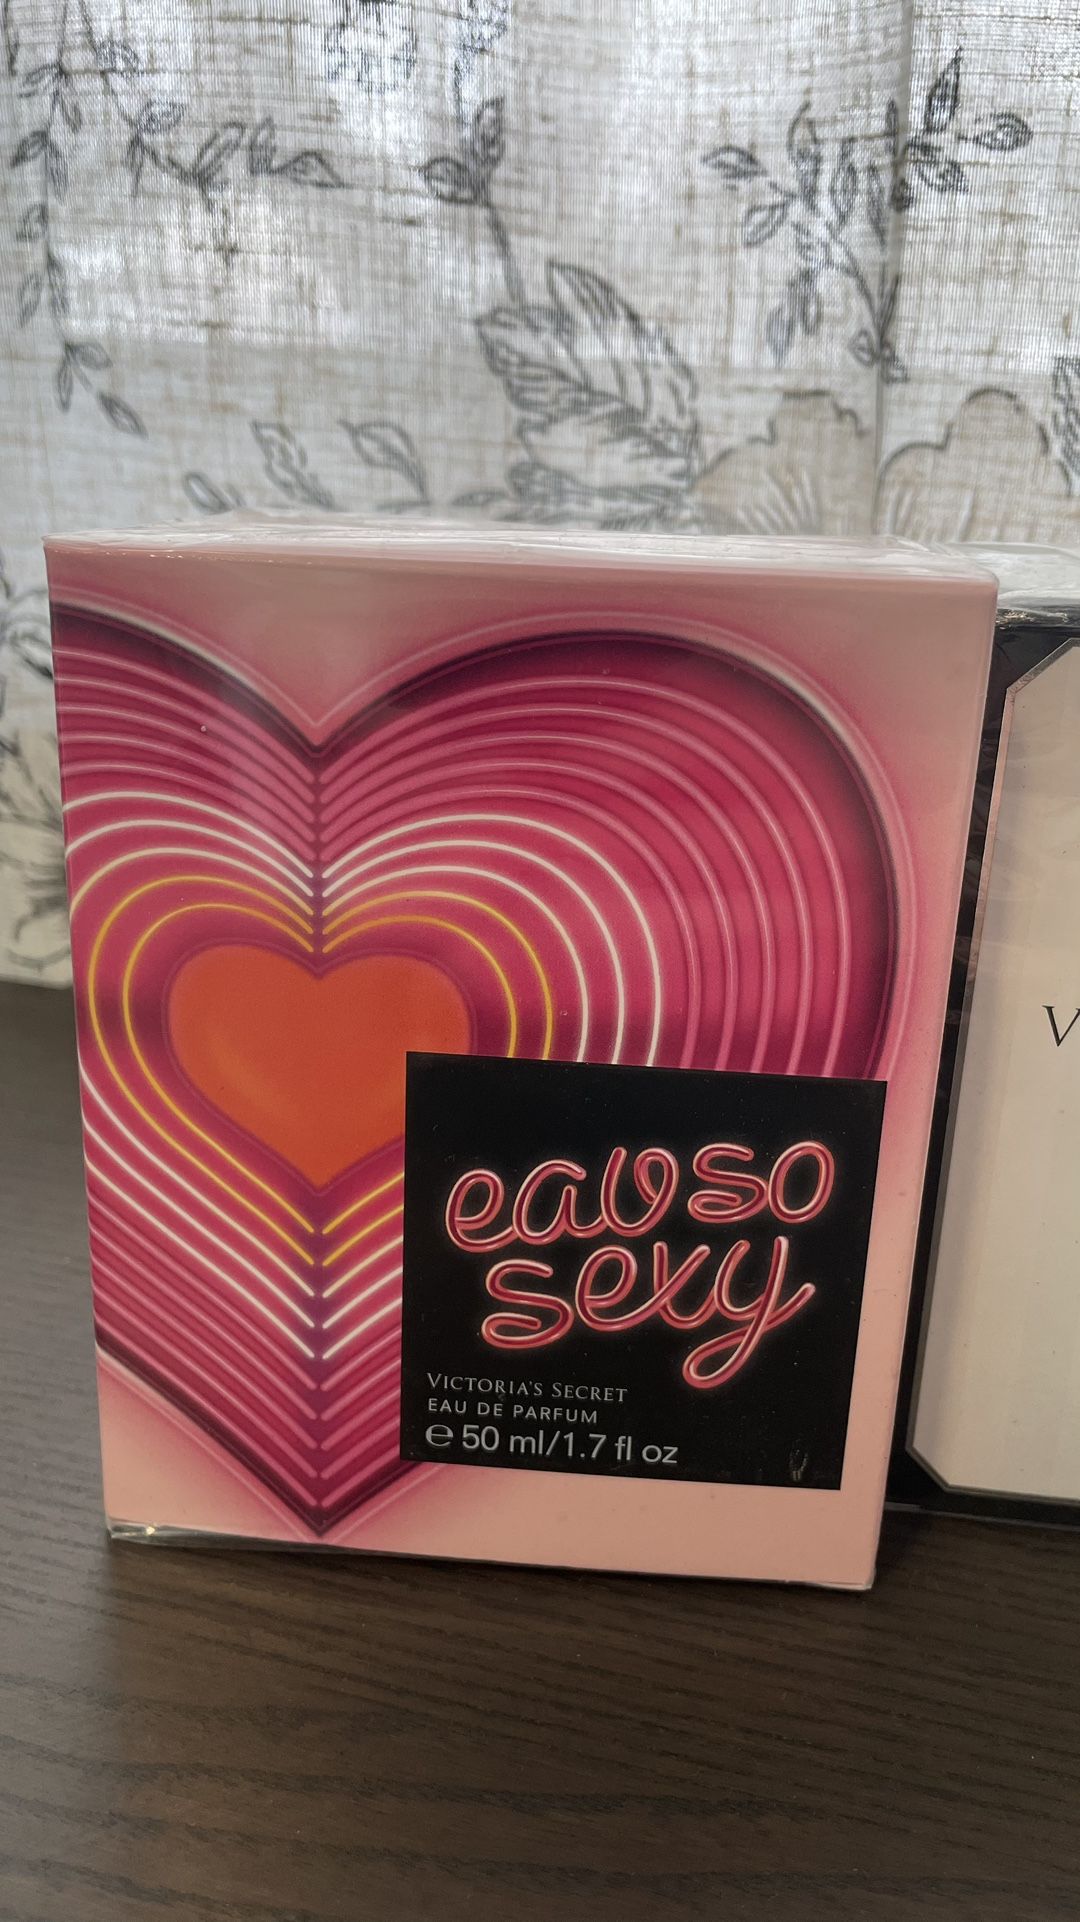 eau so
sexy
VICTORIA'S SECRET
EAU DE PARFUM
℮ 50 ml/1.7 fl oz
V